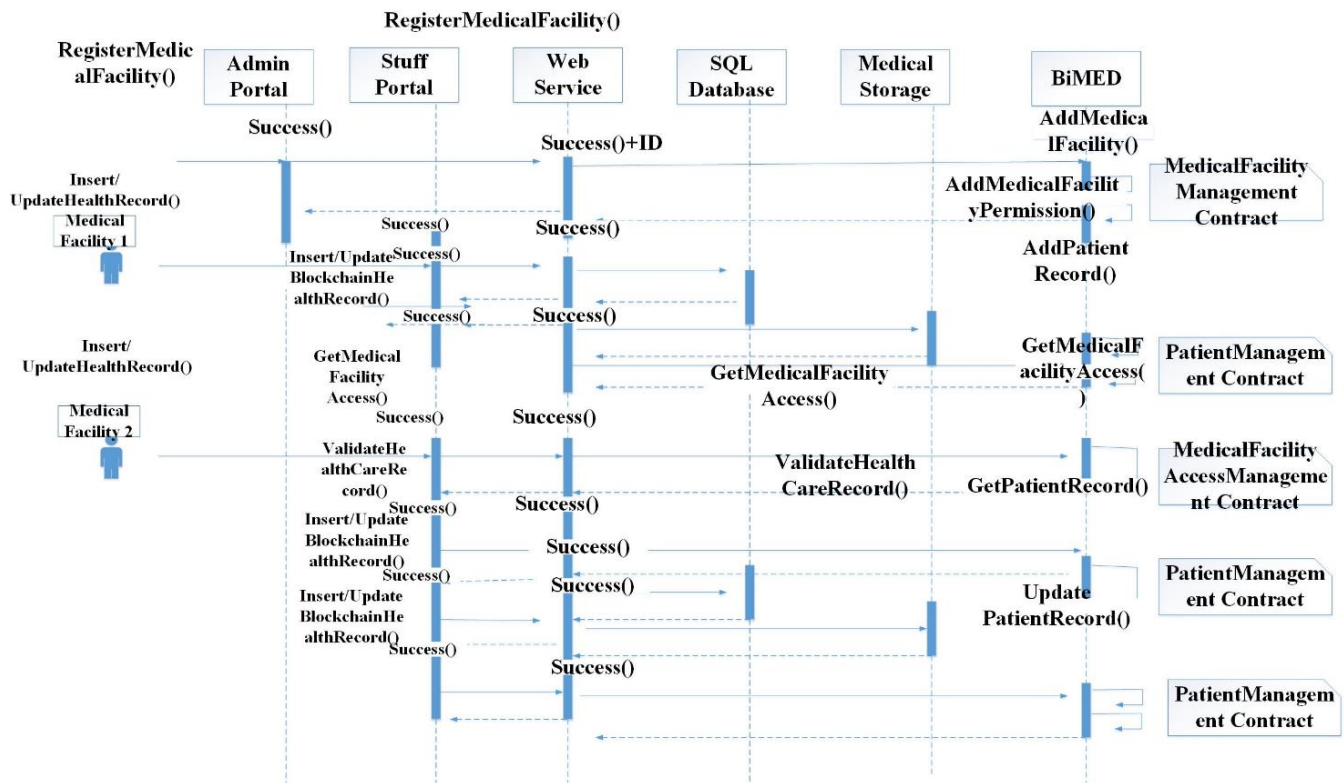 RegisterMedicalFacility()
RegisterMedic
alFacility()
Admin
Portal
Stuff
Portal
Web
Service
SQL
Database
Medical
Storage
BiMED
Success()
Success()+ID
AddMedica
lFacility()
Insert/
UpdateHealthRecord()
Medical
Facility 1
AddMedicalFacilit
yPermission()
MedicalFacility
Management
Contract
Success()
Success()
Success()
Insert/Update
BlockchainHe
althRecord()
AddPatient
Record()
Success()
Success()
Insert/
UpdateHealthRecord()
GetMedical
Facility
Access()
GetMedicalFacility
Access()
GetMedicalF
acilityAccess(
)
PatientManagem
ent Contract
Medical
Facility 2
Success()
Success()
ValidateHe
althCareRe
cord()
ValidateHealth
CareRecord()
GetPatientRecord()
MedicalFacility
AccessManageme
nt Contract
Success()
Success()
Insert/Update
BlockchainHe
althRecord()
Success()
Success()
Success()
Update
PatientRecord()
PatientManagem
ent Contract
Insert/Update
BlockchainHe
althRecord()
Success()
Success()
PatientManagem
ent Contract